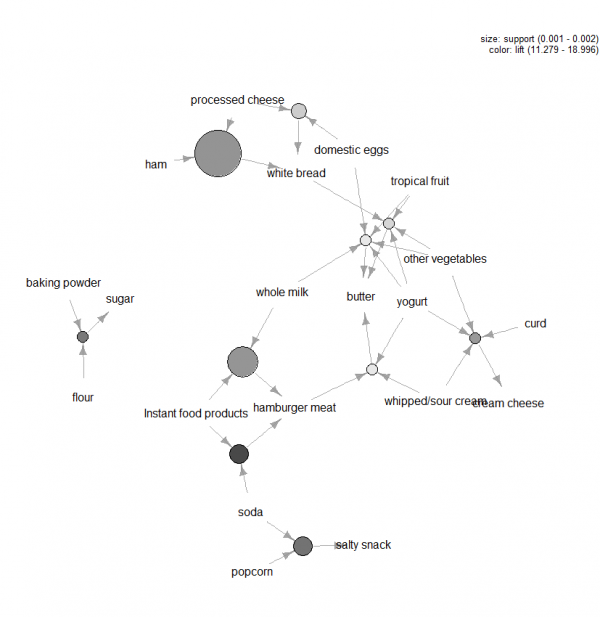 size: support (0.001 - 0.002)
color: lift (11.279 - 18.996)
processed cheese
domestic eggs
ham
white bread
tropical fruit
other vegetables
baking powder
whole milk
butter
yogurt
sugar
curd
flour
Instant food products
hamburger meat
whipped/sour cream
cream cheese
soda
salty snack
popcorn